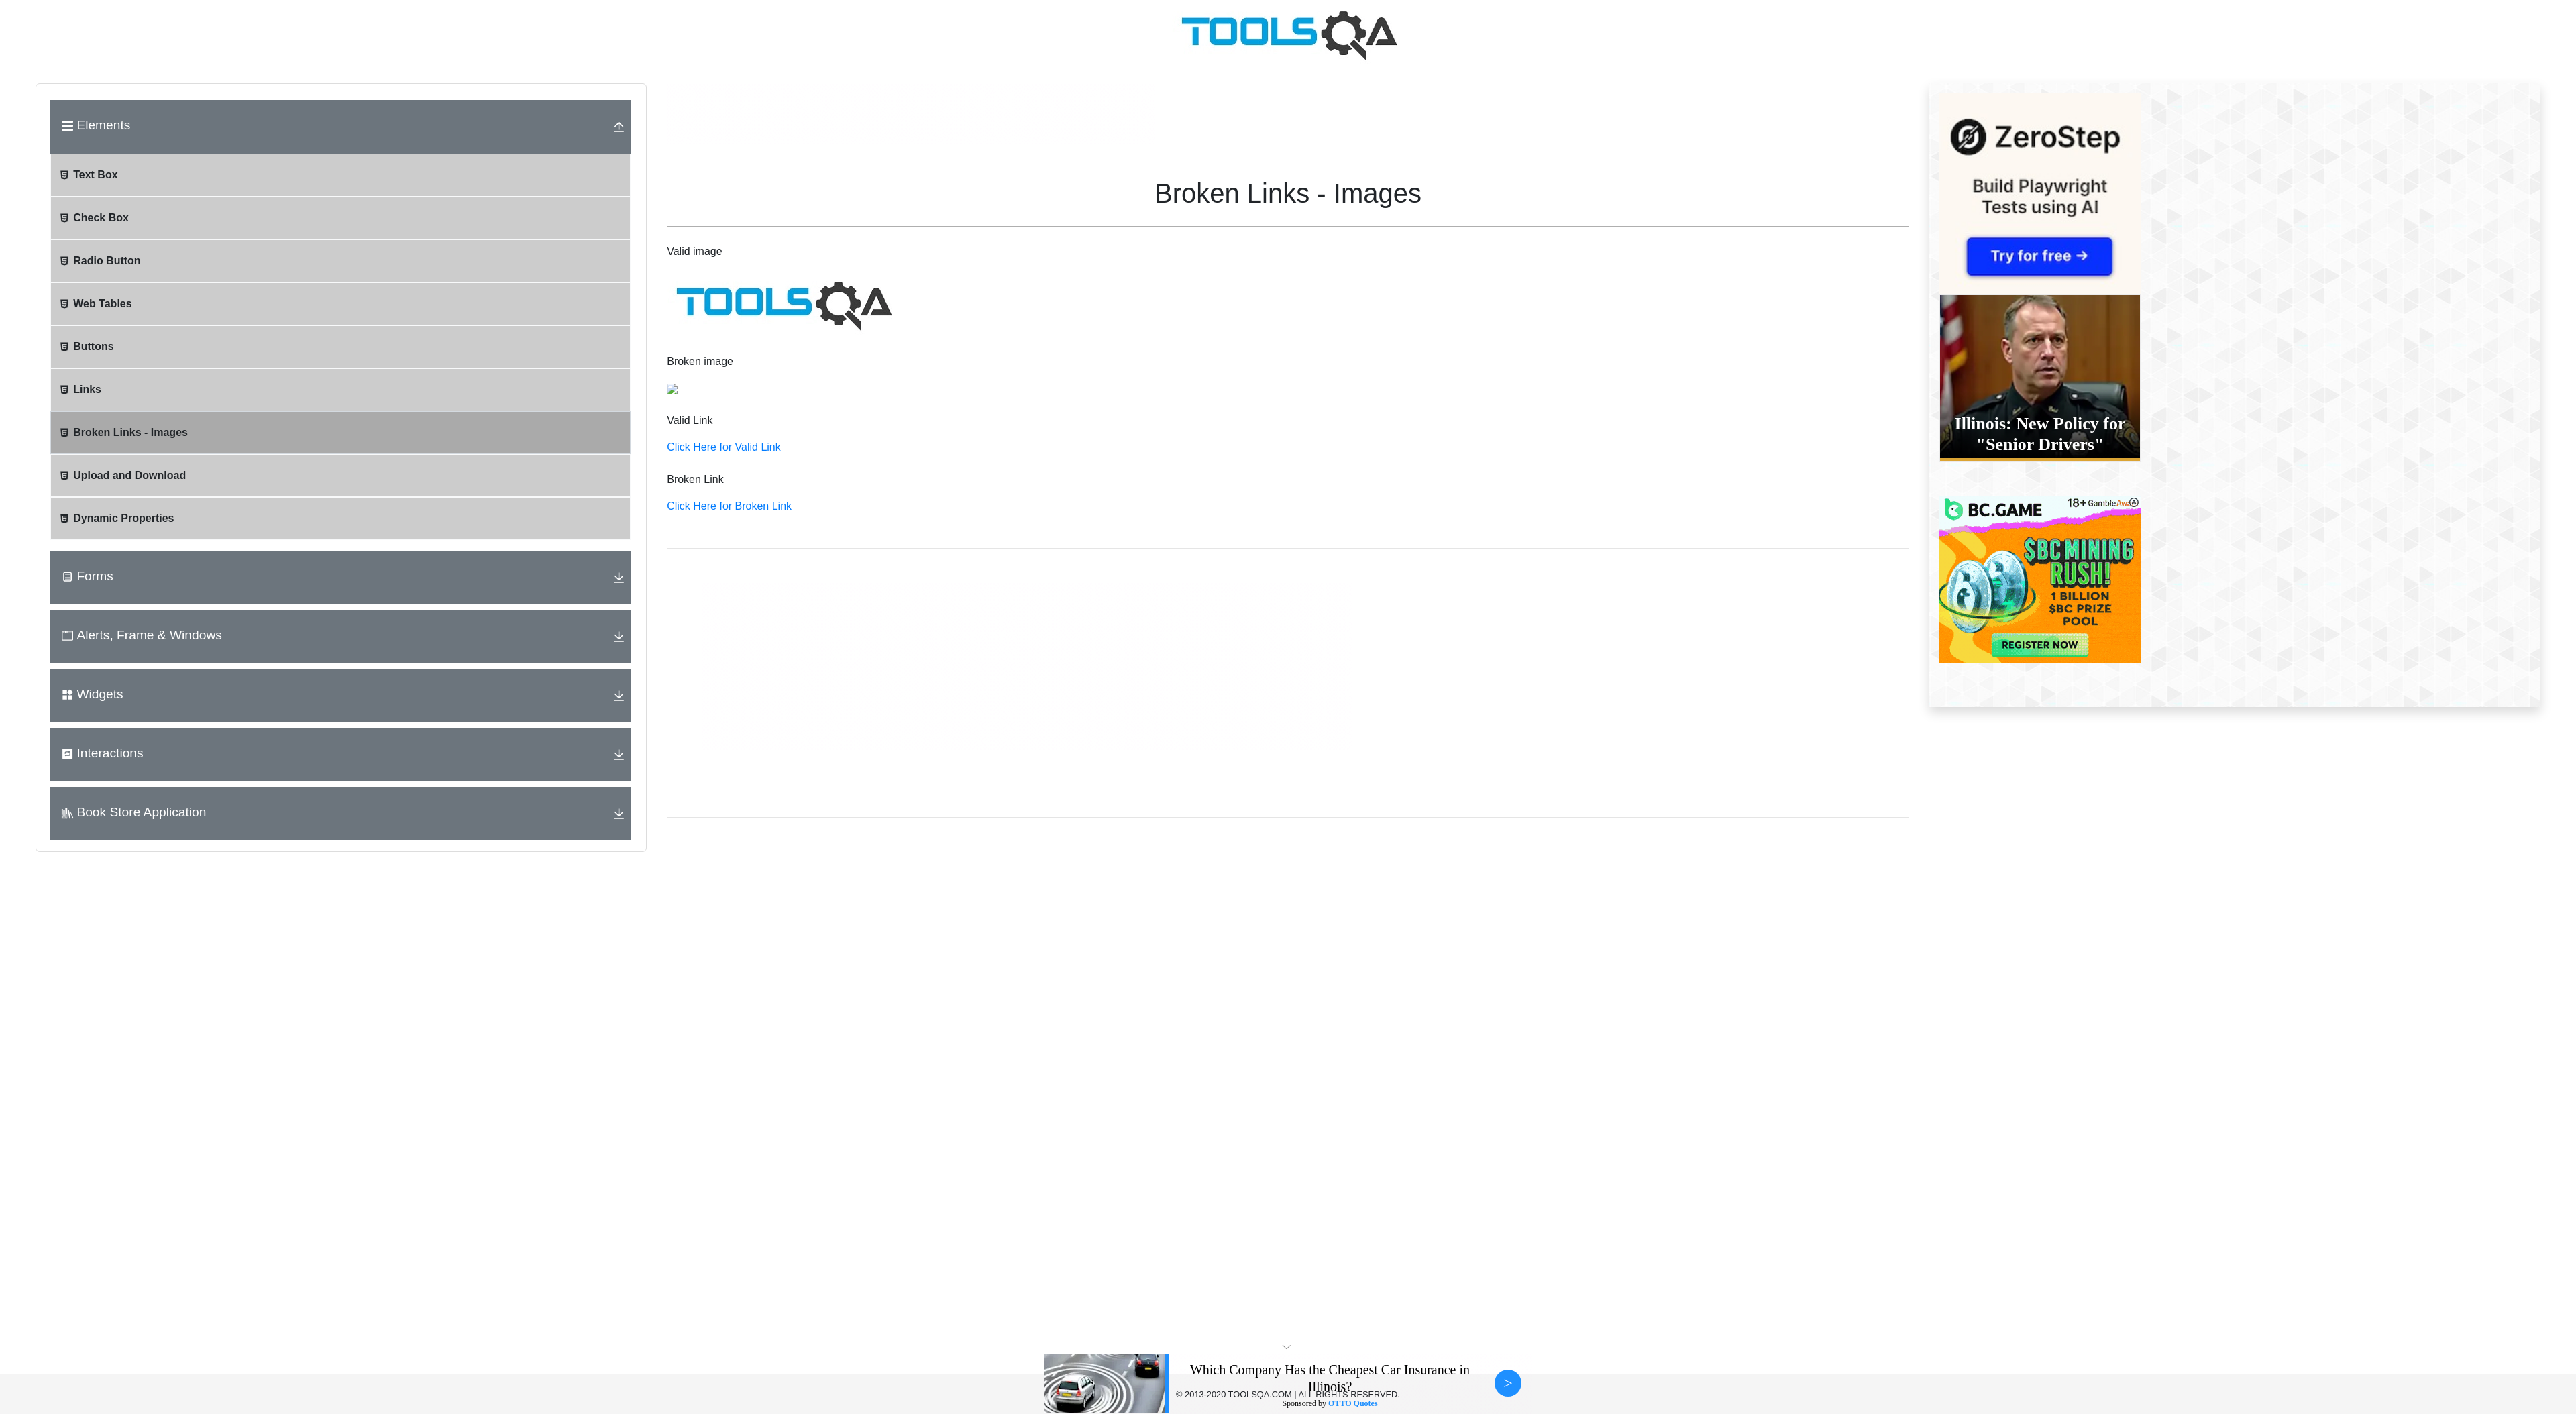 TOOLSQA
Elements
Text Box
Check Box
Radio Button
Web Tables
Buttons
Links
Broken Links - Images
Upload and Download
Dynamic Properties
Forms
Alerts, Frame & Windows
Widgets
Interactions
Book Store Application
Broken Links - Images
Valid image
TOOLSQA
Broken image
Valid Link
Click Here for Valid Link
Broken Link
Click Here for Broken Link
ZeroStep
Build Playwright
Tests using AI
Try for free →
Illinois: New Policy for
"Senior Drivers"
BC.GAME
18+ Gamble
$BC MINING
RUSH!
1 BILLION
$BC PRIZE
POOL
REGISTER NOW
Which Company Has the Cheapest Car Insurance in
Illinois?
>
© 2013-2020 TOOLSQA.COM | ALL RIGHTS RESERVED.
Sponsored by OTTO Quotes